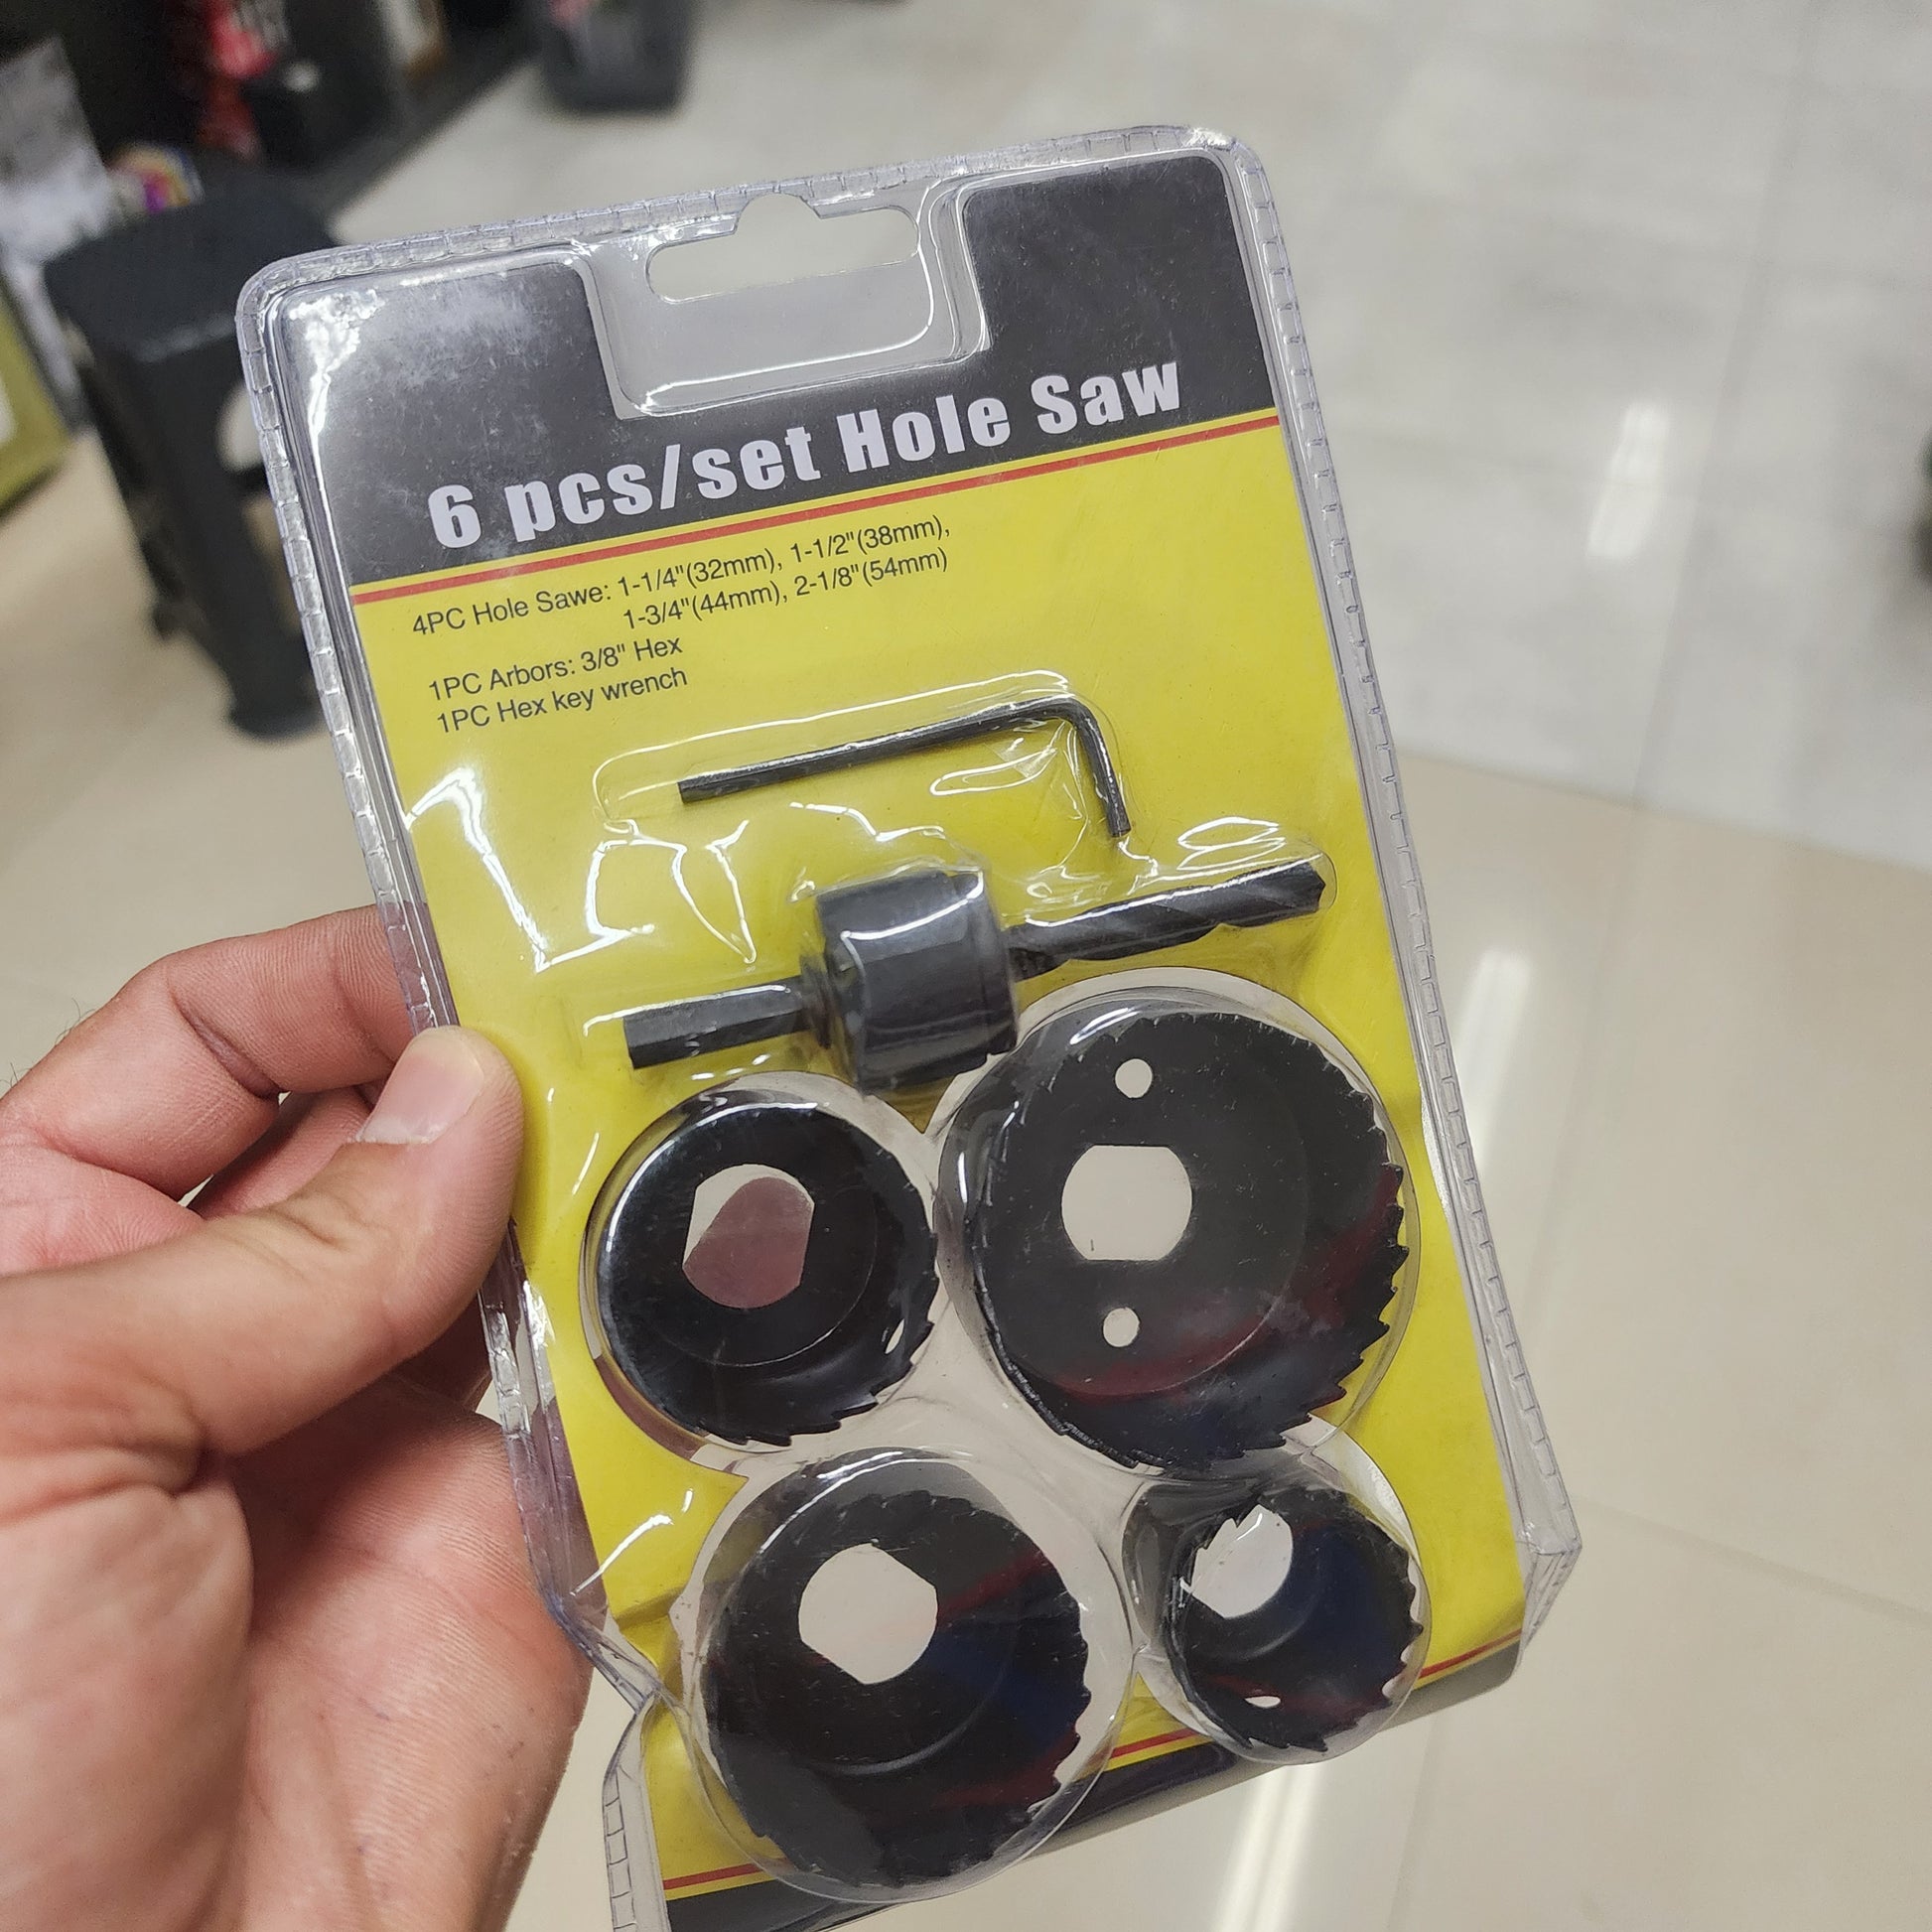 6 pcs/set Hole Saw
4PC Hole Sawe: 1-1/4"(32mm), 1-1/2"(38mm),
1-3/4"(44mm), 2-1/8"(54mm)
1PC Arbors: 3/8" Hex
1PC Hex key wrench